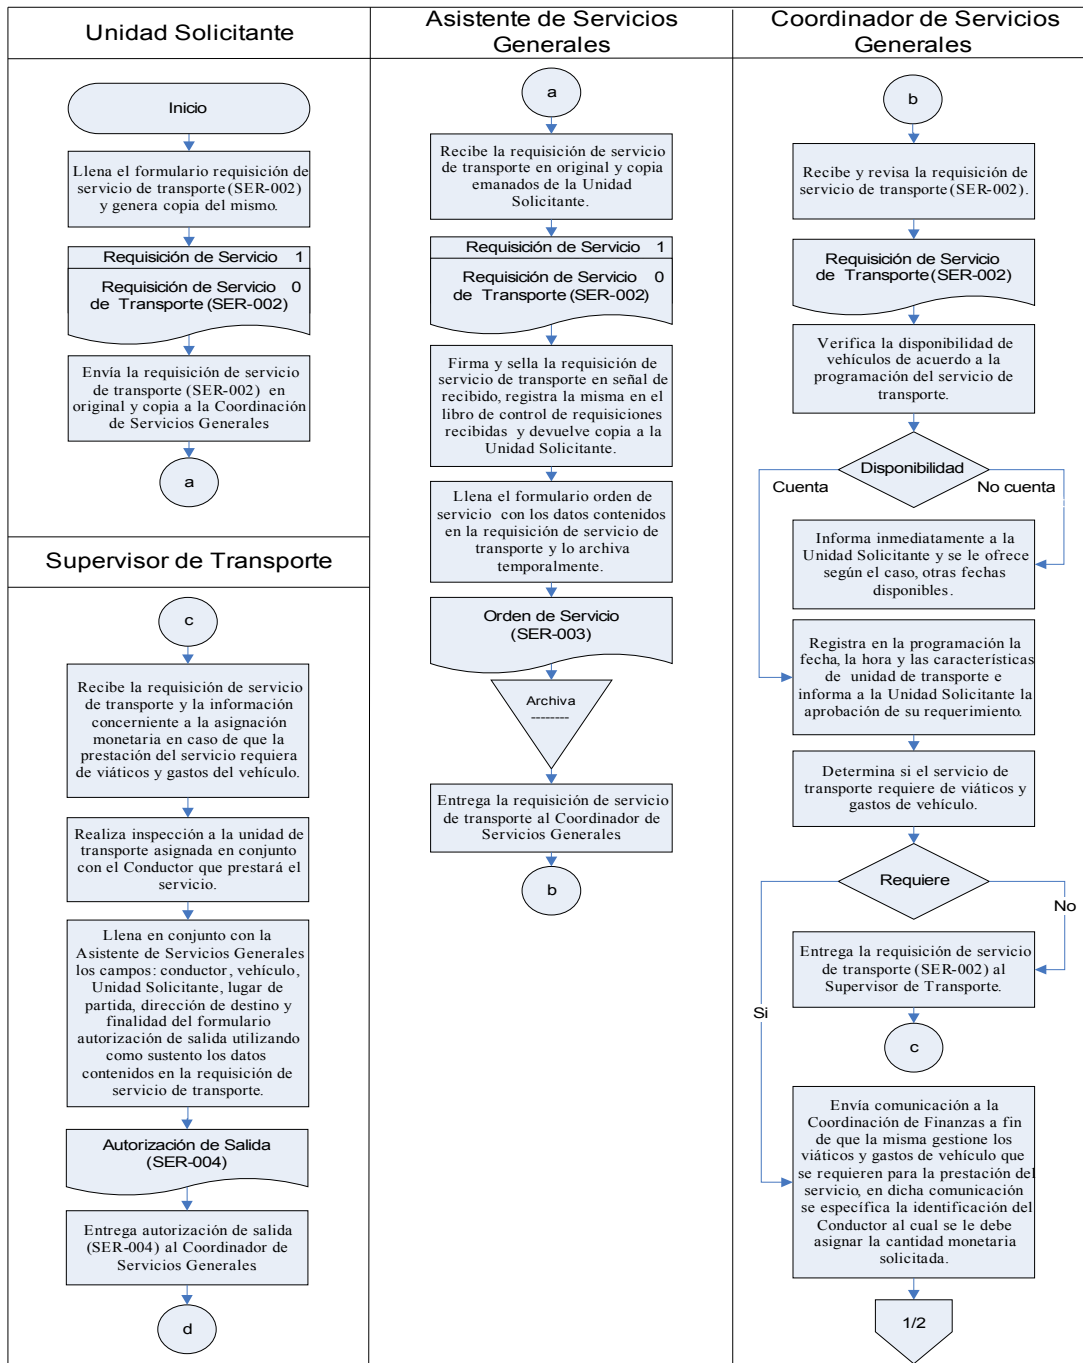 Unidad Solicitante
Inicio
Llena el formulario requisición de
servicio de transporte (SER-002)
y genera copia del mismo.
Requisición de Servicio 1
Requisición de Servicio 0
de Transporte (SER-002)
Envía la requisición de servicio
de transporte (SER-002) en
original y copia a la Coordinación
de Servicios Generales
a
Supervisor de Transporte
c
Recibe la requisición de servicio
de transporte y la información
concerniente a la asignación
monetaria en caso de que la
prestación del servicio requiera
de viáticos y gastos del vehículo.
Realiza inspección a la unidad de
transporte asignada en conjunto
con el Conductor que prestará el
servicio.
Llena en conjunto con la
Asistente de Servicios Generales
los campos: conductor, vehículo,
Unidad Solicitante, lugar de
partida, dirección de destino y
finalidad del formulario
autorización de salida utilizando
como sustento los datos
contenidos en la requisición de
servicio de transporte.
Autorización de Salida
(SER-004)
Entrega autorización de salida
(SER-004) al Coordinador de
Servicios Generales
d
Asistente de Servicios
Generales
a
Recibe la requisición de servicio
de transporte en original y copia
emanados de la Unidad
Solicitante.
Requisición de Servicio 1
Requisición de Servicio 0
de Transporte (SER-002)
Firma y sella la requisición de
servicio de transporte en señal de
recibido, registra la misma en el
libro de control de requisiciones
recibidas y devuelve copia a la
Unidad Solicitante.
Llena el formulario orden de
servicio con los datos contenidos
en la requisición de servicio de
transporte y lo archiva
temporalmente.
Orden de Servicio
(SER-003)
Archiva
--------
Entrega la requisición de servicio
de transporte al Coordinador de
Servicios Generales
b
Coordinador de Servicios
Generales
b
Recibe y revisa la requisición de
servicio de transporte (SER-002).
Requisición de Servicio
de Transporte (SER-002)
Verifica la disponibilidad de
vehículos de acuerdo a la
programación del servicio de
transporte.
Disponibilidad
Cuenta
No cuenta
Informa inmediatamente a la
Unidad Solicitante y se le ofrece
según el caso, otras fechas
disponibles.
Registra en la programación la
fecha, la hora y las características
de unidad de transporte e
informa a la Unidad Solicitante la
aprobación de su requerimiento.
Determina si el servicio de
transporte requiere de viáticos y
gastos de vehículo.
Requiere
No
Entrega la requisición de servicio
de transporte (SER-002) al
Supervisor de Transporte.
Si
c
Envía comunicación a la
Coordinación de Finanzas a fin
de que la misma gestione los
viáticos y gastos de vehículo que
se requieren para la prestación del
servicio, en dicha comunicación
se específica la identificación del
Conductor al cual se le debe
asignar la cantidad monetaria
solicitada.
1/2